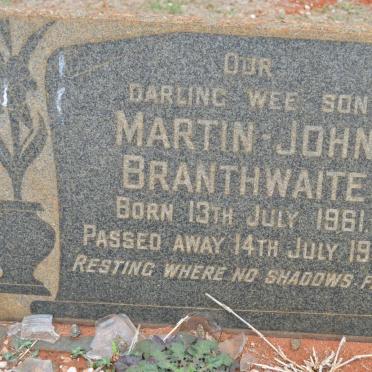 OUR
DARLING WEE SON
MARTIN-JOHN
BRANTHWAITE
BORN 13TH JULY 1961.
PASSED AWAY 14TH JULY
RESTING WHERE NO SHADOWS